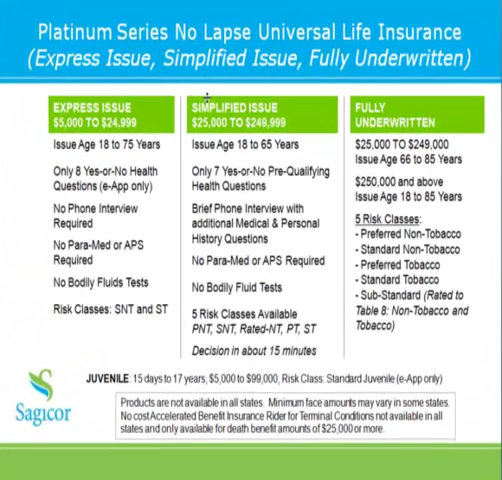 Platinum Series No Lapse Universal Life Insurance
(Express Issue, Simplified Issue, Fully Underwritten)
EXPRESS ISSUE
$5,000 TO $24,999
Issue Age 18 to 75 Years
Only 8 Yes-or-No Health
Questions (e-App only)
No Phone Interview
Required
No Para-Med or APS
Required
No Bodily Fluids Tests
Risk Classes: SNT and ST
SIMPLIFIED ISSUE
$25,000 TO $249,999
Issue Age 18 to 65 Years
Only 7 Yes-or-No Pre-Qualifying
Health Questions
Brief Phone Interview with
additional Medical & Personal
History Questions
No Para-Med or APS Required
No Bodily Fluid Tests
5 Risk Classes Available
PNT, SNT, Rated-NT, PT, ST
Decision in about 15 minutes
FULLY
UNDERWRITTEN
$25,000 TO $249,000
Issue Age 66 to 85 Years
$250,000 and above
Issue Age 18 to 85 Years
5 Risk Classes:
- Preferred Non-Tobacco
- Standard Non-Tobacco
- Preferred Tobacco
- Standard Tobacco
- Sub-Standard (Rated to
Table 8: Non-Tobacco and
Tobacco)
JUVENILE: 15 days to 17 years, $5,000 to $99,000, Risk Class: Standard Juvenile (e-App only)
Sagicor
Products are not available in all states. Minimum face amounts may vary in some states.
No cost Accelerated Benefit Insurance Rider for Terminal Conditions not available in all
states and only available for death benefit amounts of $25,000 or more.